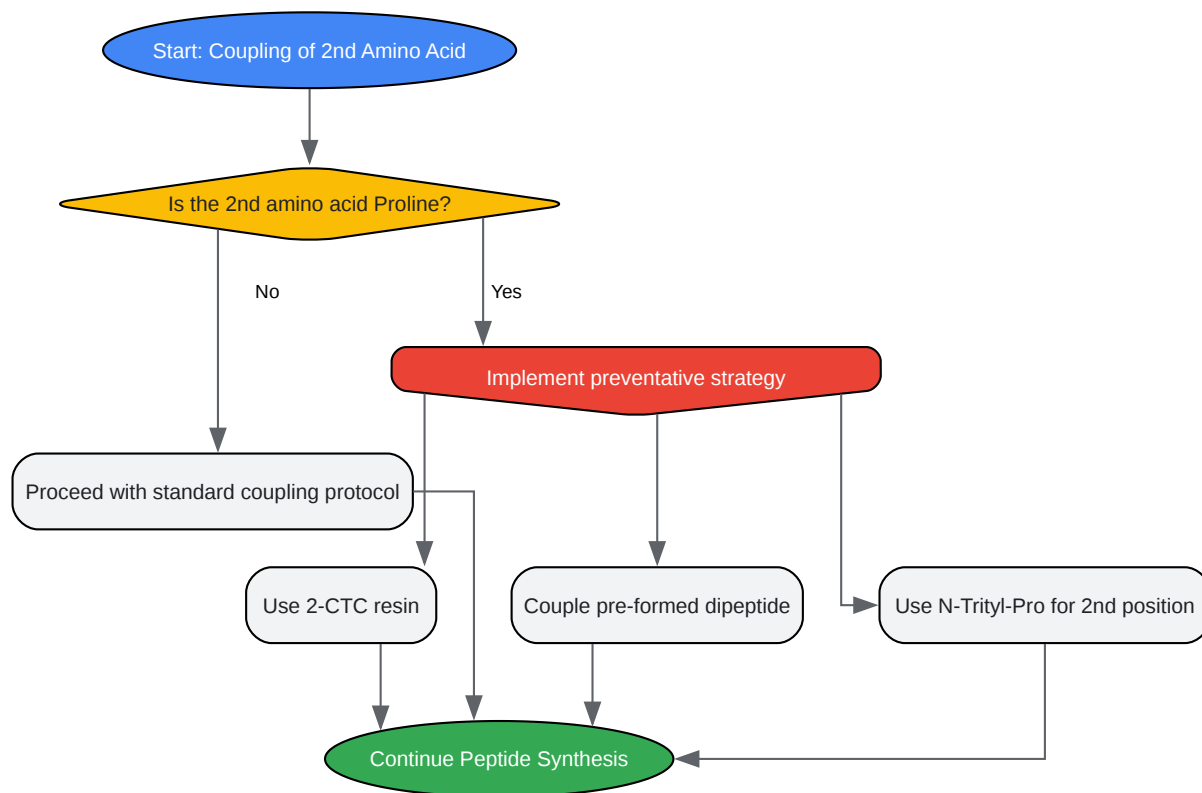 Start: Coupling of 2nd Amino Acid
Is the 2nd amino acid Proline?
No
Yes
Implement preventative strategy
Proceed with standard coupling protocol
Use 2-CTC resin
Couple pre-formed dipeptide
Use N-Trityl-Pro for 2nd position
Continue Peptide Synthesis